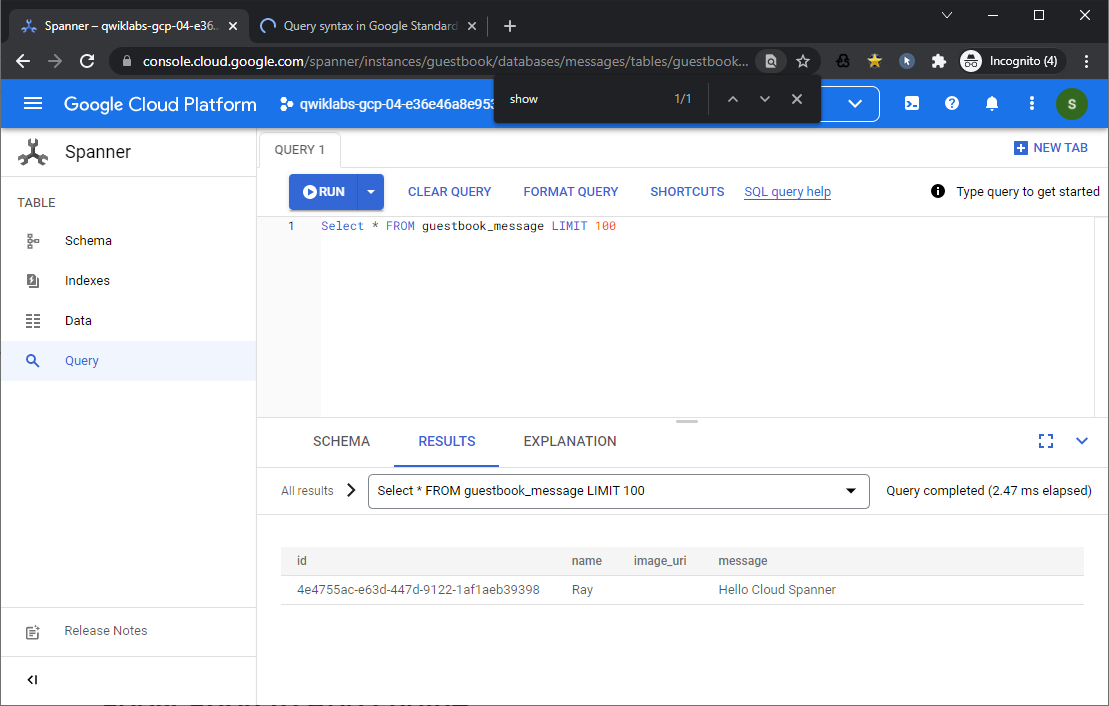 Spanner – qwiklabs-gcp-04-e36...
Query syntax in Google Standard
console.cloud.google.com/spanner/instances/guestbook/databases/messages/tables/guestbook...
Incognito (4)
Google Cloud Platform
qwiklabs-gcp-04-e36e46a8e953
show
1/1
S
Spanner
QUERY 1
NEW TAB
RUN
CLEAR QUERY
FORMAT QUERY
SHORTCUTS
SQL query help
Type query to get started
TABLE
1 Select * FROM guestbook_message LIMIT 100
Schema
Indexes
Data
Query
SCHEMA
RESULTS
EXPLANATION
All results
Select * FROM guestbook_message LIMIT 100
Query completed (2.47 ms elapsed)
id name image_uri message
4e4755ac-e63d-447d-9122-1af1aeb39398 Ray Hello Cloud Spanner
Release Notes